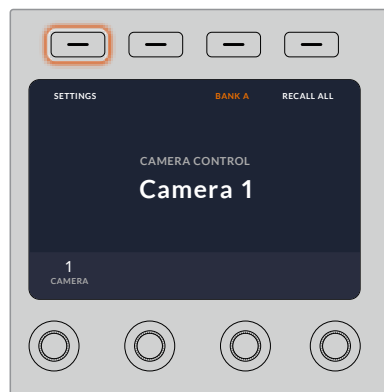 SETTINGS BANK A RECALL ALL
CAMERA CONTROL
Camera 1
1
CAMERA